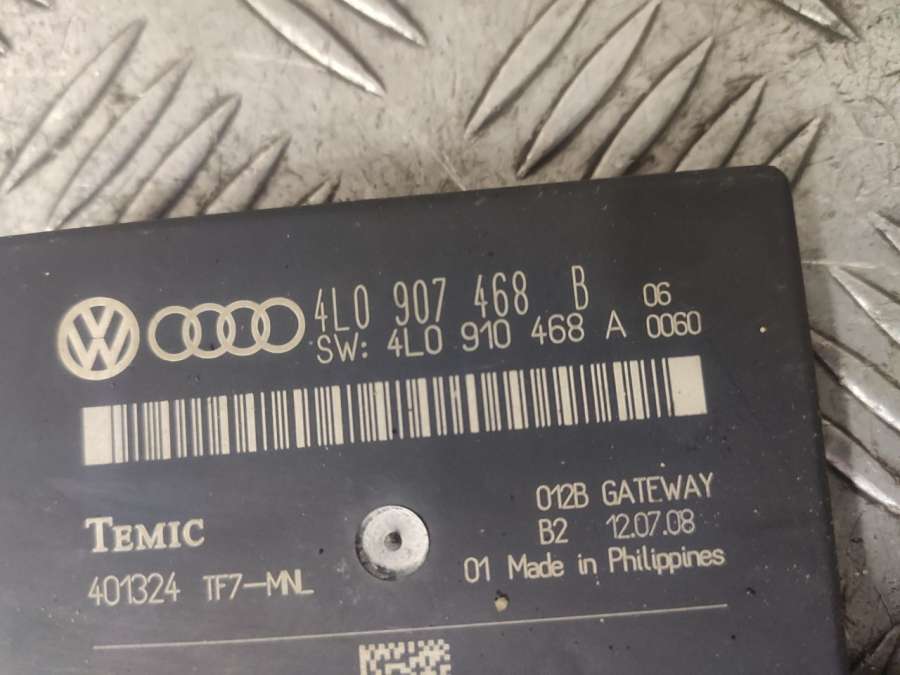 4L0 907 468 B 06
SW: 4L0 910 468 A 0060
012B GATEWAY
TEMIC
B2 12.07.08
401324 TF7-MNL
01 Made in Philippines